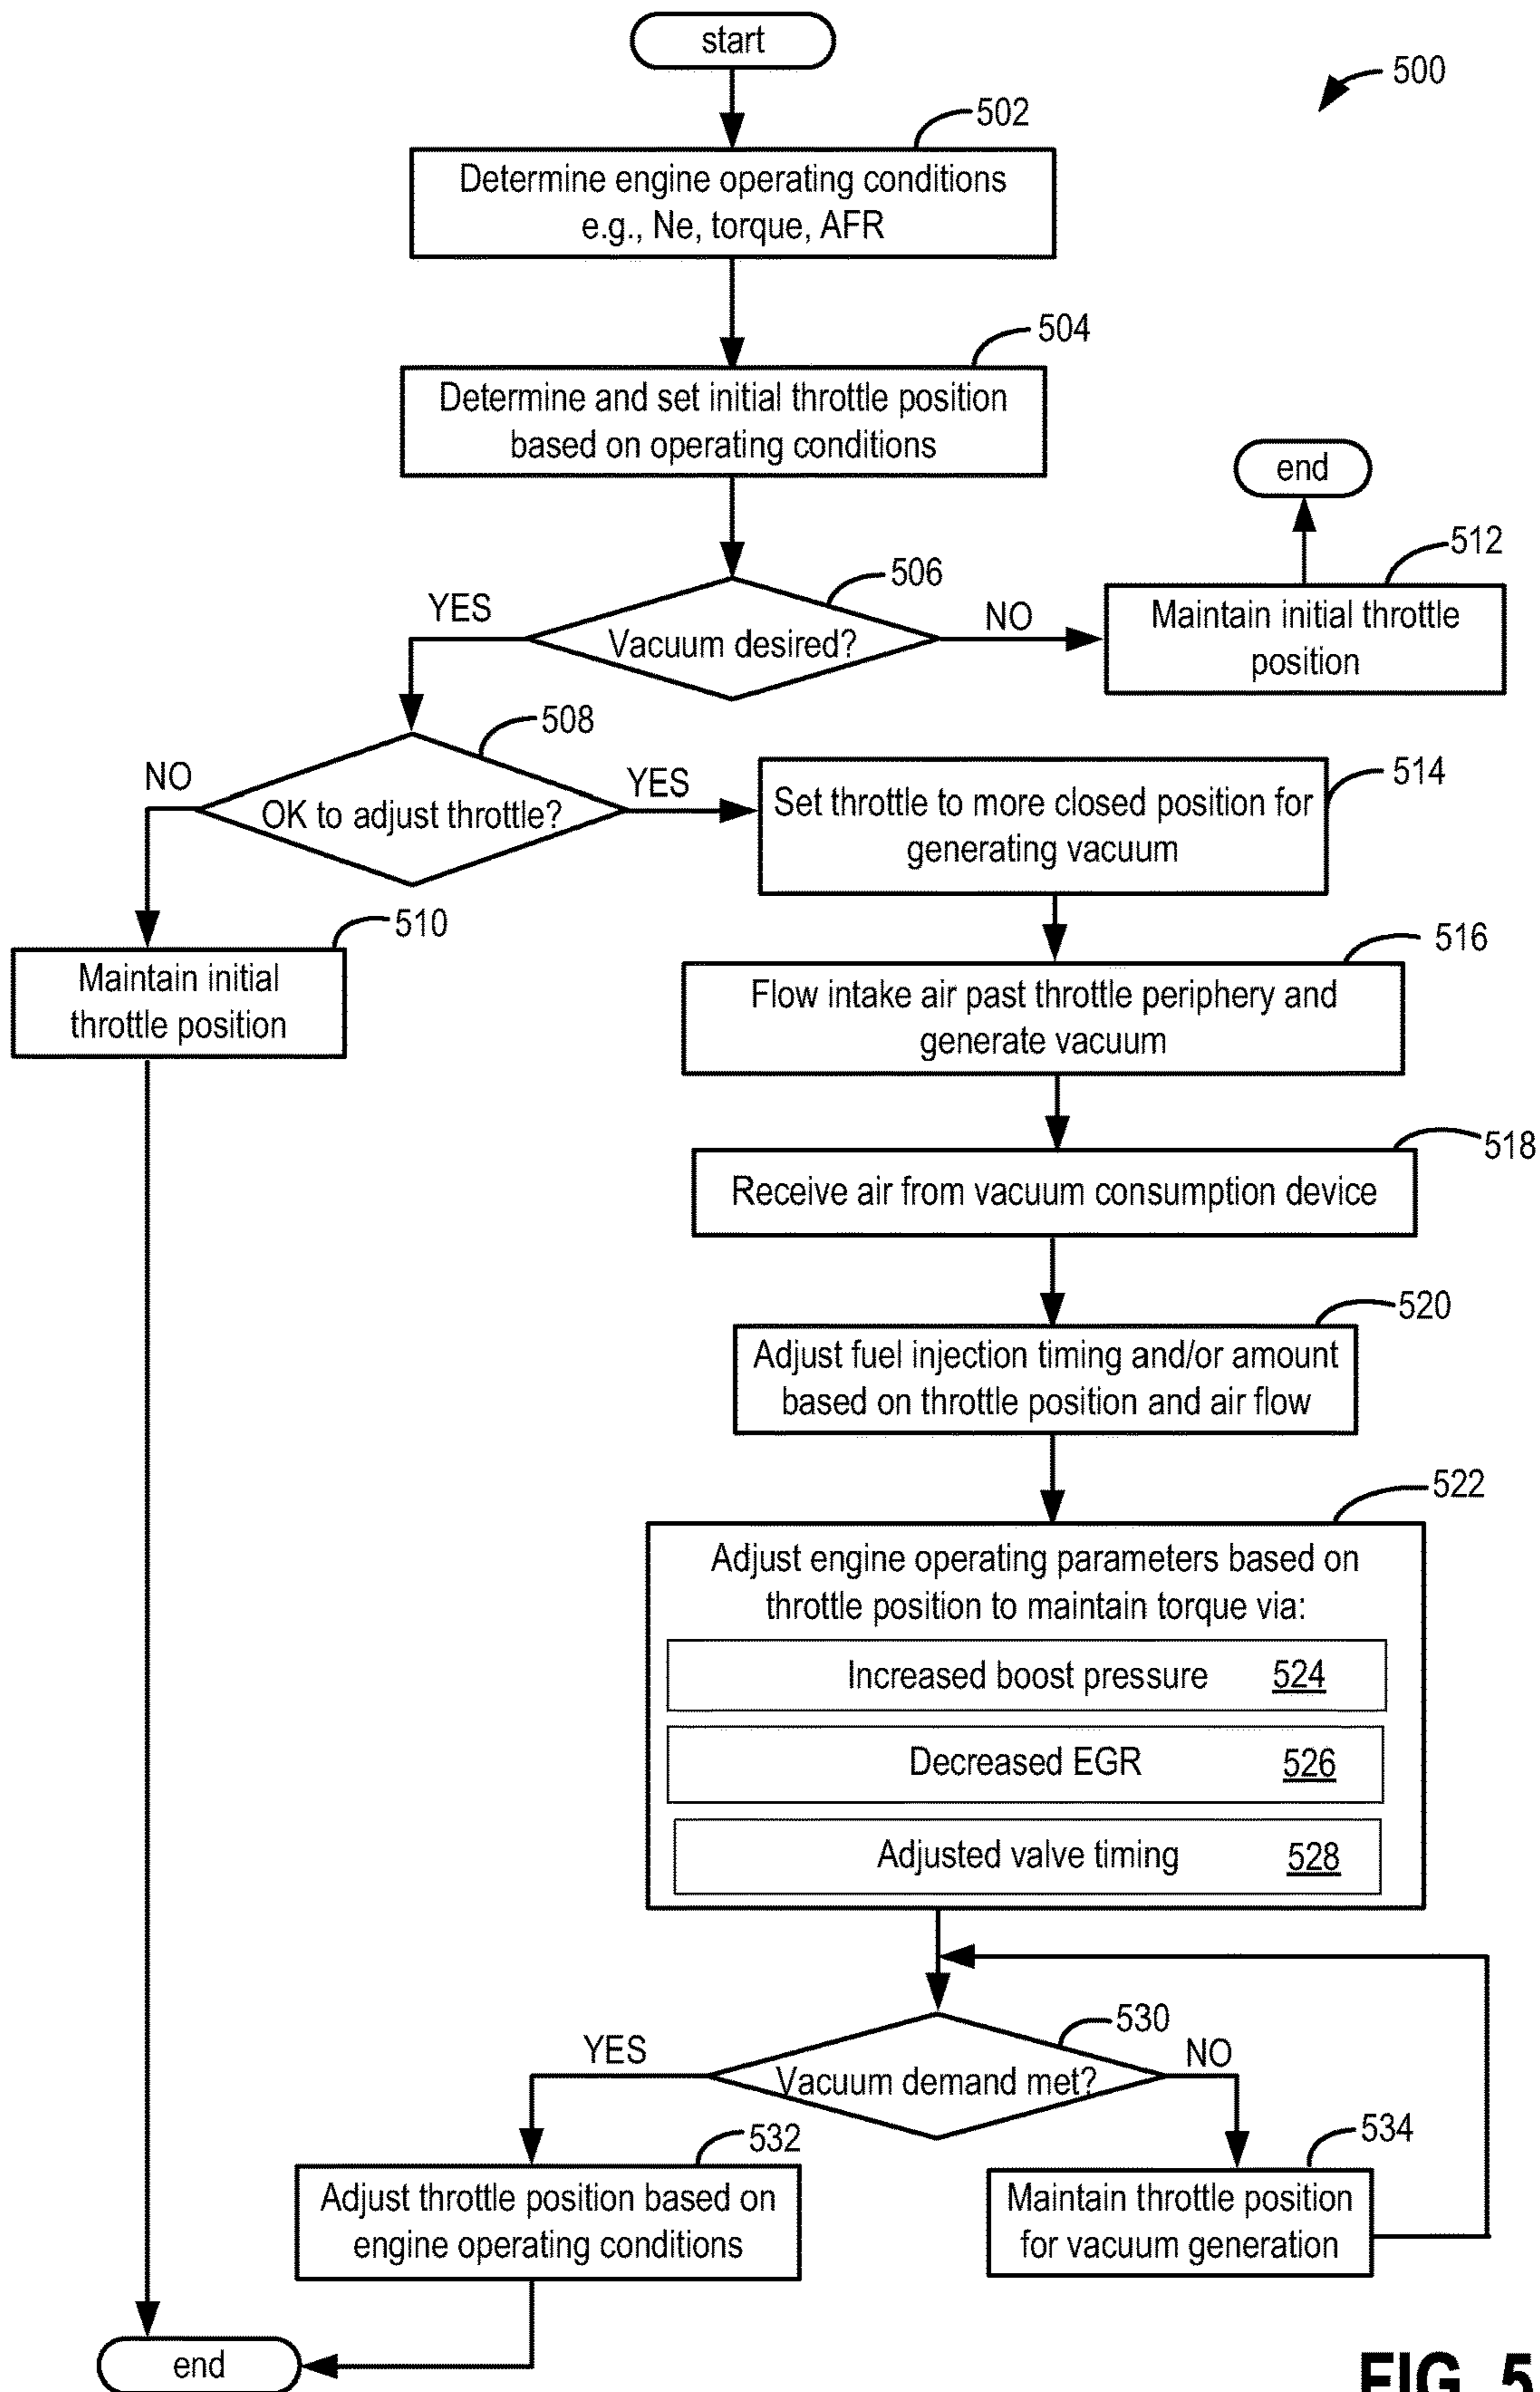 start
500
502
Determine engine operating conditions
e.g., Ne, torque, AFR
504
Determine and set initial throttle position
based on operating conditions
end
512
506
YES
NO
Vacuum desired?
Maintain initial throttle
position
508
NO
YES
OK to adjust throttle?
514
Set throttle to more closed position for
generating vacuum
510
Maintain initial
throttle position
516
Flow intake air past throttle periphery and
generate vacuum
518
Receive air from vacuum consumption device
520
Adjust fuel injection timing and/or amount
based on throttle position and air flow
522
Adjust engine operating parameters based on
throttle position to maintain torque via:
Increased boost pressure 524
Decreased EGR 526
Adjusted valve timing 528
530
YES
NO
Vacuum demand met?
532
534
Adjust throttle position based on
engine operating conditions
Maintain throttle position
for vacuum generation
end
FIG. 5